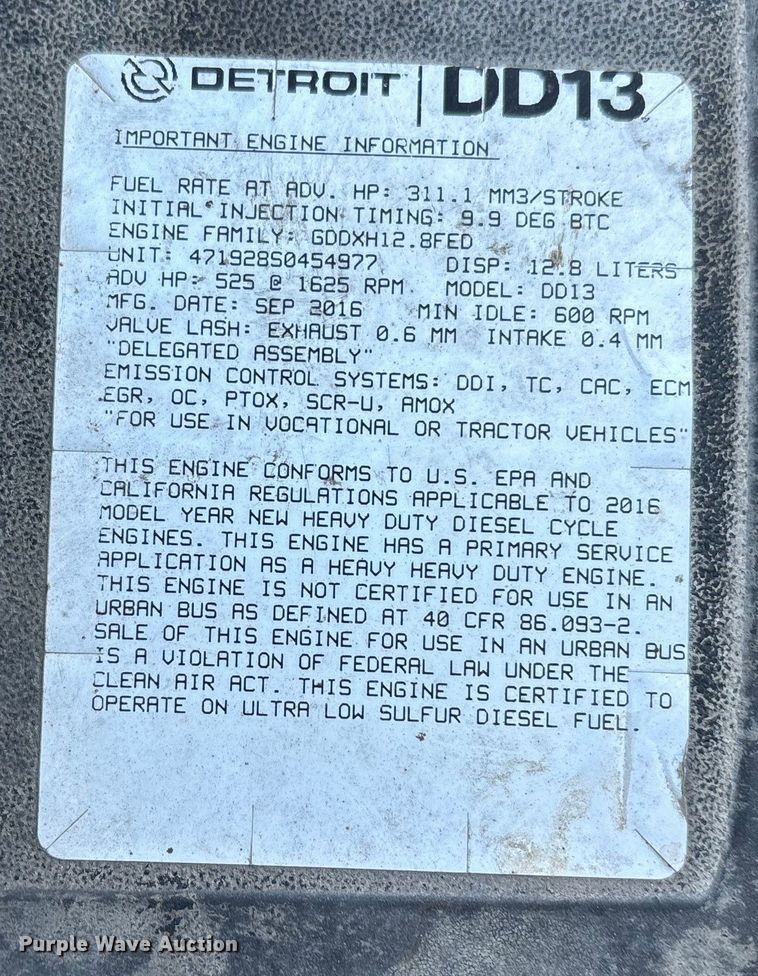 DETROIT | DD13
IMPORTANT ENGINE INFORMATION
FUEL RATE AT ADV. HP: 311.1 MM3/STROKE
INITIAL INJECTION TIMING: 9.9 DEG BTC
ENGINE FAMILY: GDDXH12.8FED
UNIT: 471928S0454977 DISP: 12.8 LITERS
ADV HP: 525 @ 1625 RPM MODEL: DD13
MFG. DATE: SEP 2016 MIN IDLE: 600 RPM
VALVE LASH: EXHAUST 0.6 MM INTAKE 0.4 MM
"DELEGATED ASSEMBLY"
EMISSION CONTROL SYSTEMS: DDI, TC, CAC, ECM
EGR, OC, PTOX, SCR-U, AMOX
"FOR USE IN VOCATIONAL OR TRACTOR VEHICLES"
THIS ENGINE CONFORMS TO U.S. EPA AND
CALIFORNIA REGULATIONS APPLICABLE TO 2016
MODEL YEAR NEW HEAVY DUTY DIESEL CYCLE
ENGINES. THIS ENGINE HAS A PRIMARY SERVICE
APPLICATION AS A HEAVY HEAVY DUTY ENGINE.
THIS ENGINE IS NOT CERTIFIED FOR USE IN AN
URBAN BUS AS DEFINED AT 40 CFR 86.093-2.
SALE OF THIS ENGINE FOR USE IN AN URBAN BUS
IS A VIOLATION OF FEDERAL LAW UNDER THE
CLEAN AIR ACT. THIS ENGINE IS CERTIFIED TO
OPERATE ON ULTRA LOW SULFUR DIESEL FUEL.
Purple Wave Auction